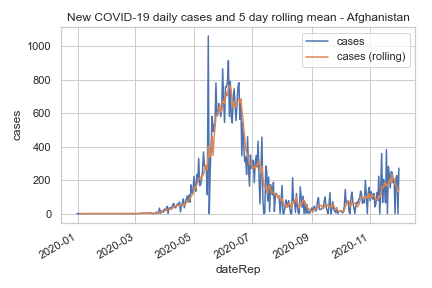 New COVID-19 daily cases and 5 day rolling mean - Afghanistan
cases
cases (rolling)
1000
800
600
400
200
0
cases
2020-01
2020-03
2020-05
2020-07
2020-09
2020-11
dateRep